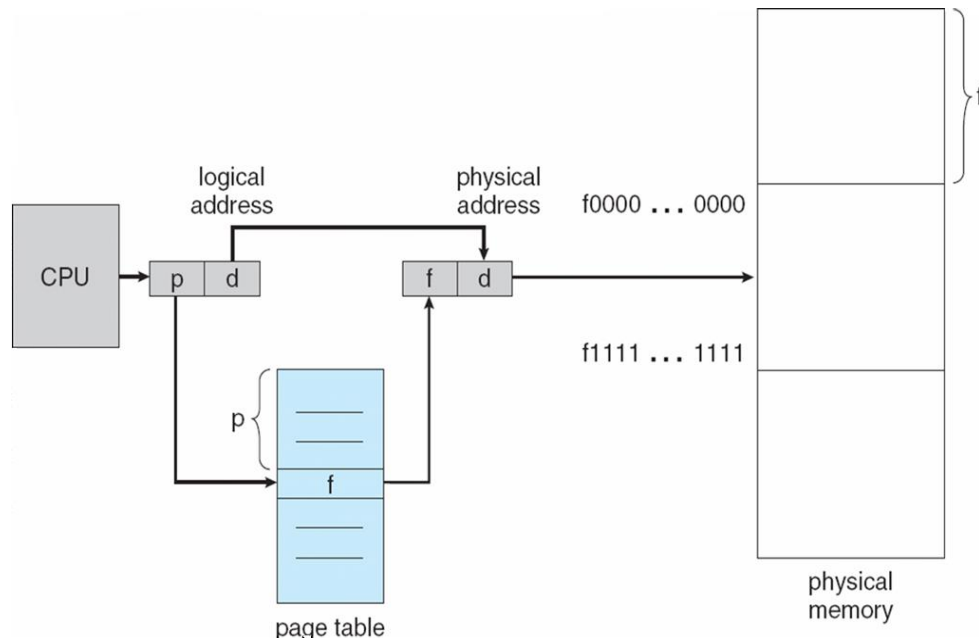 logical
address
physical
address
f0000 ... 0000
CPU
p
d
f
d
f1111 ... 1111
p
f
page table
physical
memory